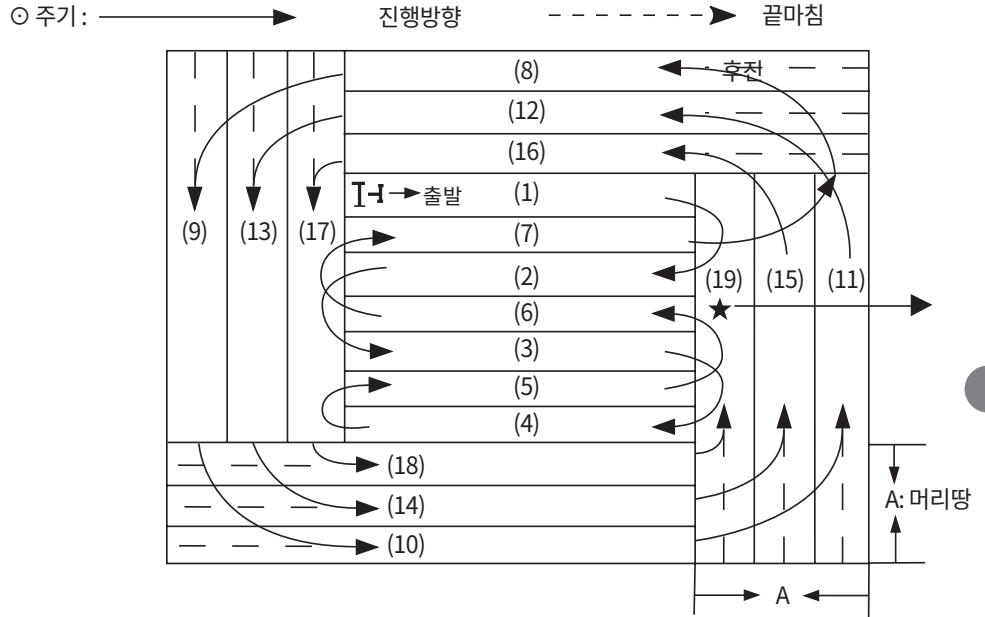 ⊙ 주기 : 진행방향 끝마침
(8) 후진
(12)
(16)
출발 (1)
(9) (13) (17) (7)
(2) (19) (15) (11)
(6) ★
(3)
(5)
(4)
(18)
(14) A: 머리땅
(10)
A